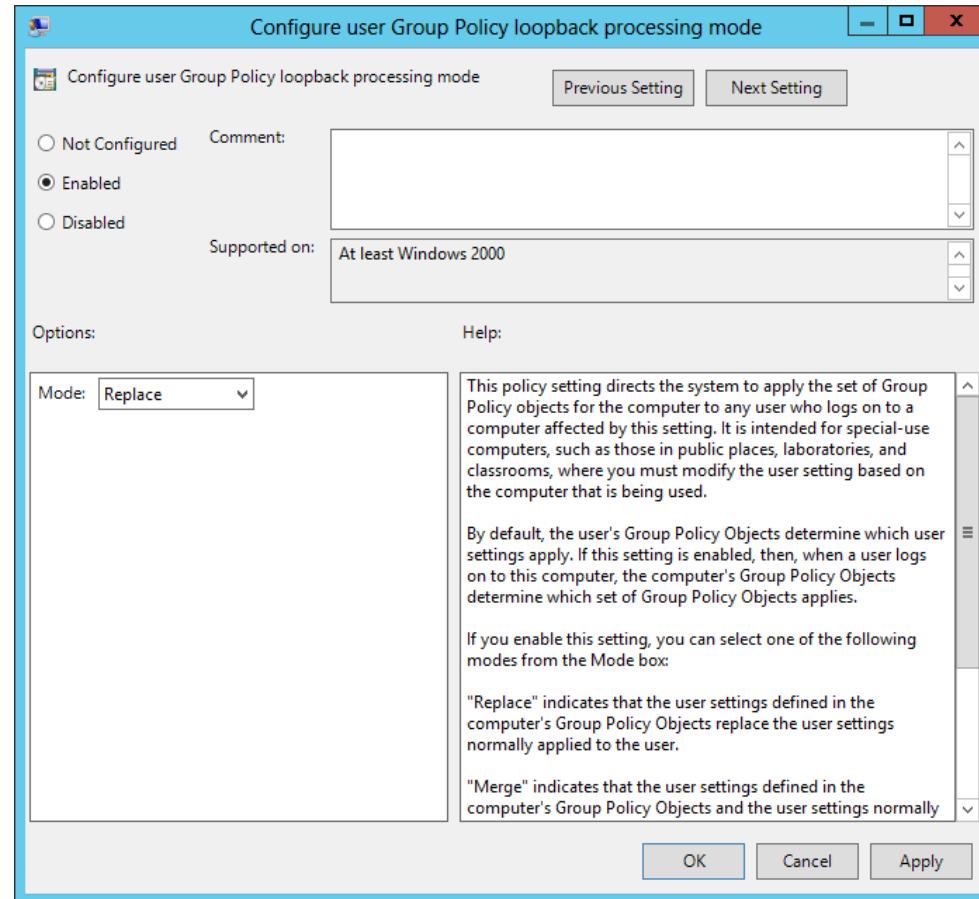 Configure user Group Policy loopback processing mode
Configure user Group Policy loopback processing mode
Previous Setting
Next Setting
Not Configured
Comment:
Enabled
Disabled
Supported on:
At least Windows 2000
Options:
Help:
Mode:
Replace
This policy setting directs the system to apply the set of Group
Policy objects for the computer to any user who logs on to a
computer affected by this setting. It is intended for special-use
computers, such as those in public places, laboratories, and
classrooms, where you must modify the user setting based on
the computer that is being used.
By default, the user's Group Policy Objects determine which user
settings apply. If this setting is enabled, then, when a user logs
on to this computer, the computer's Group Policy Objects
determine which set of Group Policy Objects applies.
If you enable this setting, you can select one of the following
modes from the Mode box:
"Replace" indicates that the user settings defined in the
computer's Group Policy Objects replace the user settings
normally applied to the user.
"Merge" indicates that the user settings defined in the
computer's Group Policy Objects and the user settings normally
OK
Cancel
Apply